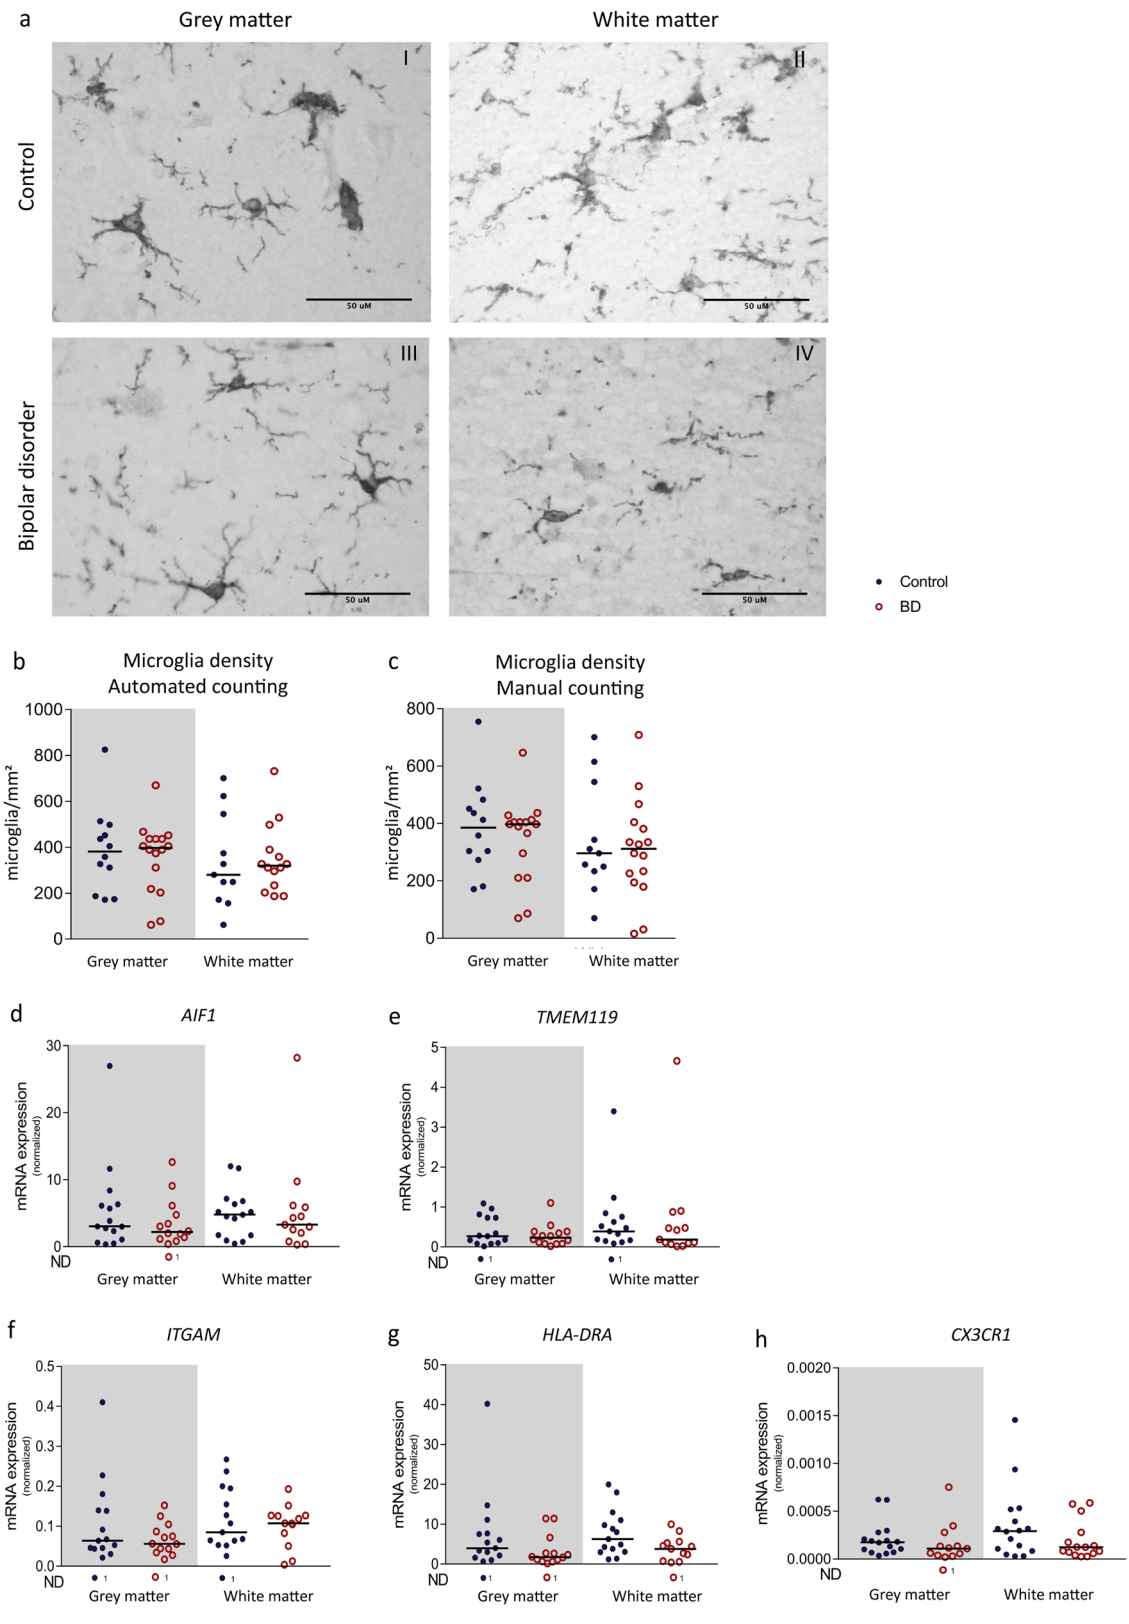 a
Grey matter
White matter
Control
I
II
50 uM
50 uM
Bipolar disorder
III
IV
50 uM
50 uM
Control
BD
b
Microglia density
Automated counting
microglia/mm²
1000
800
600
400
200
0
Grey matter
White matter
c
Microglia density
Manual counting
microglia/mm²
800
600
400
200
0
Grey matter
White matter
d
AIF1
mRNA expression
(normalized)
30
20
10
0
ND
1
Grey matter
White matter
e
TMEM119
mRNA expression
(normalized)
5
4
3
2
1
0
ND
1
1
Grey matter
White matter
f
ITGAM
mRNA expression
(normalized)
0.5
0.4
0.3
0.2
0.1
0.0
ND
1
1
1
Grey matter
White matter
g
HLA-DRA
mRNA expression
(normalized)
50
40
30
20
10
0
ND
1
1
1
Grey matter
White matter
h
CX3CR1
mRNA expression
(normalized)
0.0020
0.0015
0.0010
0.0005
0.0000
ND
1
Grey matter
White matter